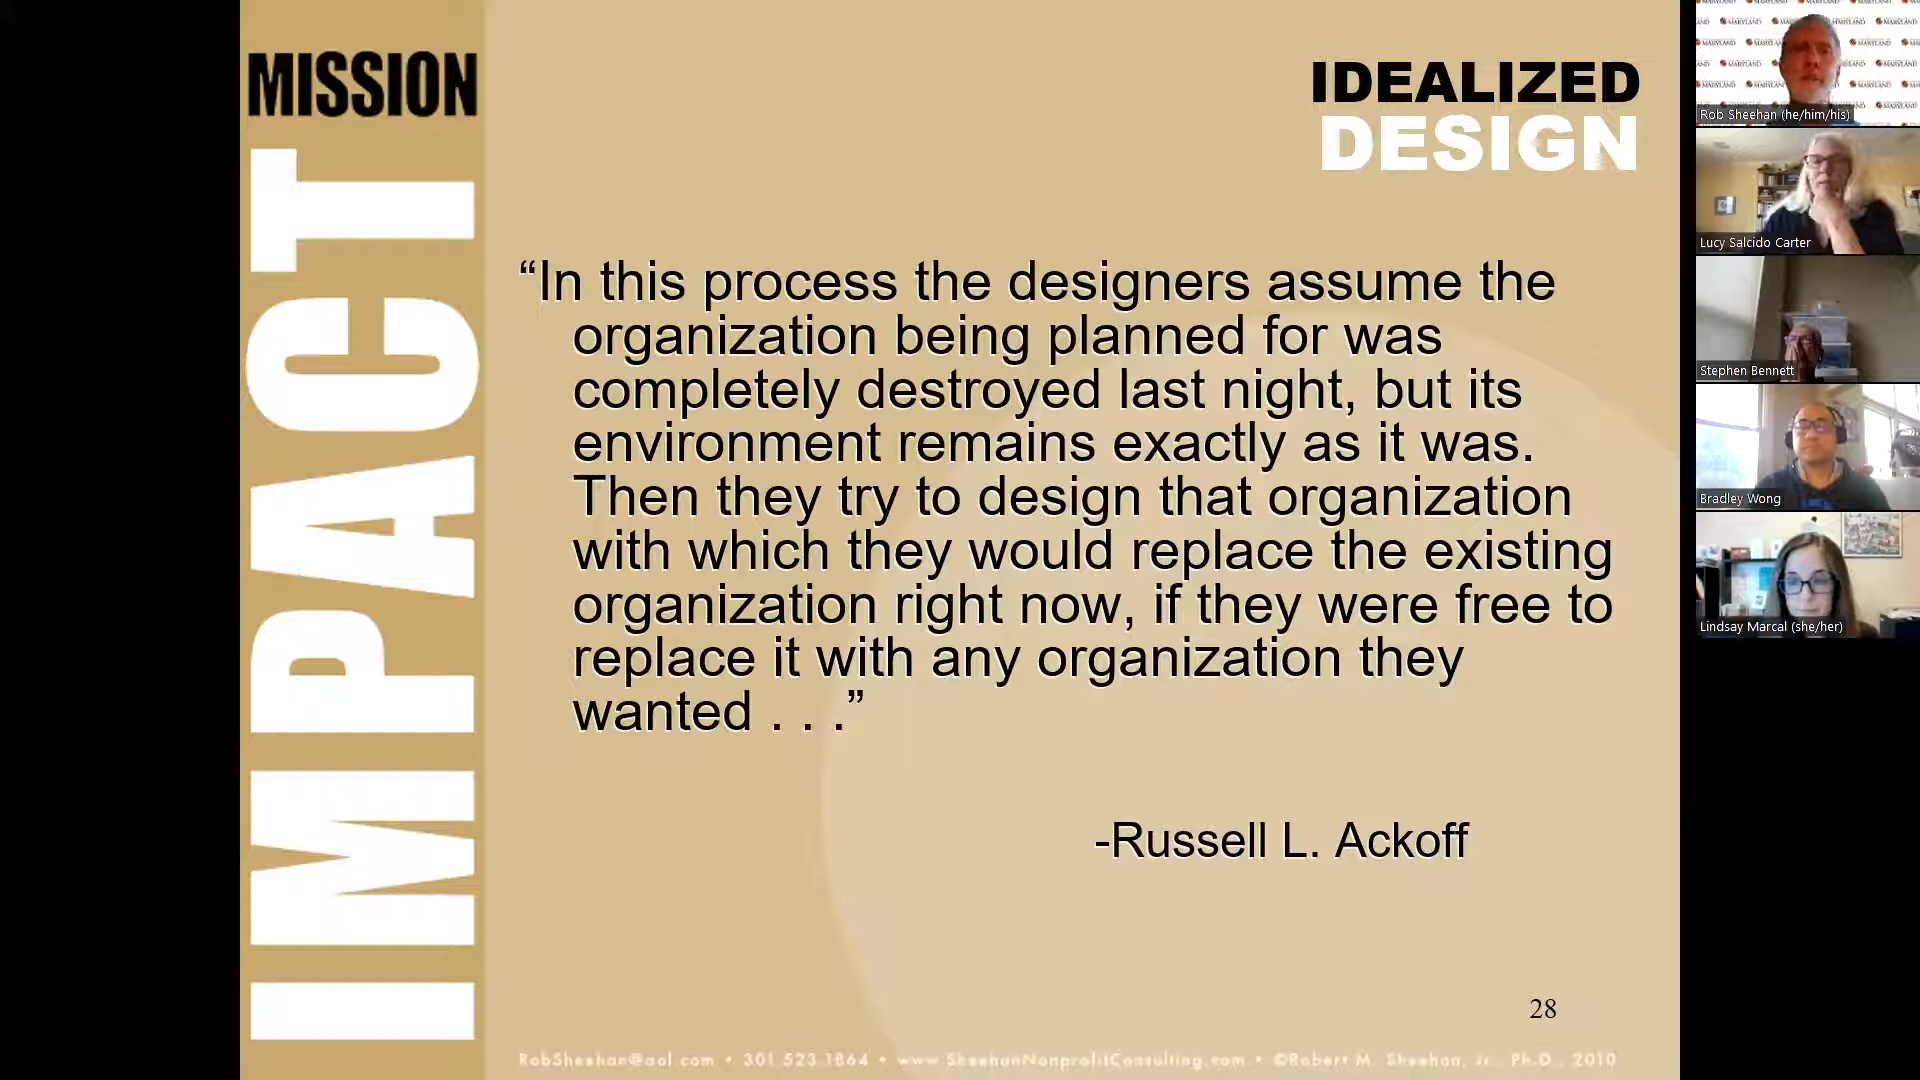 MISSION
IMPACT
IDEALIZED
DESIGN
“In this process the designers assume the
organization being planned for was
completely destroyed last night, but its
environment remains exactly as it was.
Then they try to design that organization
with which they would replace the existing
organization right now, if they were free to
replace it with any organization they
wanted . . .”
-Russell L. Ackoff
28
RobSheehan@aol.com • 301.523.1864 • www.SheehanNonprofitConsulting.com • ©Robert M. Sheehan, Jr., Ph.D., 2010
MARYLAND
Rob Sheehan (he/him/his)
Lucy Salcido Carter
Stephen Bennett
Bradley Wong
Lindsay Marcal (she/her)